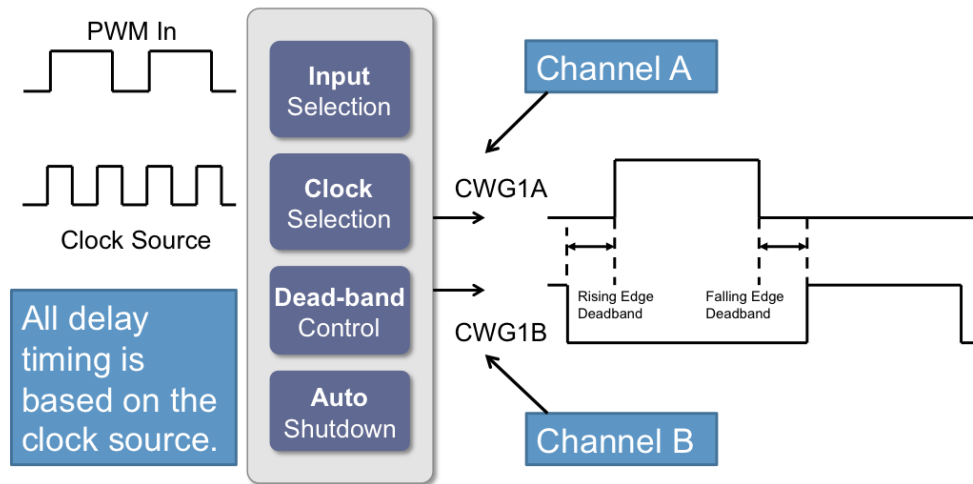 PWM In
Clock Source
All delay
timing is
based on the
clock source.
Input
Selection
Clock
Selection
Dead-band
Control
Auto
Shutdown
Channel A
CWG1A
Rising Edge
Deadband
Falling Edge
Deadband
CWG1B
Channel B